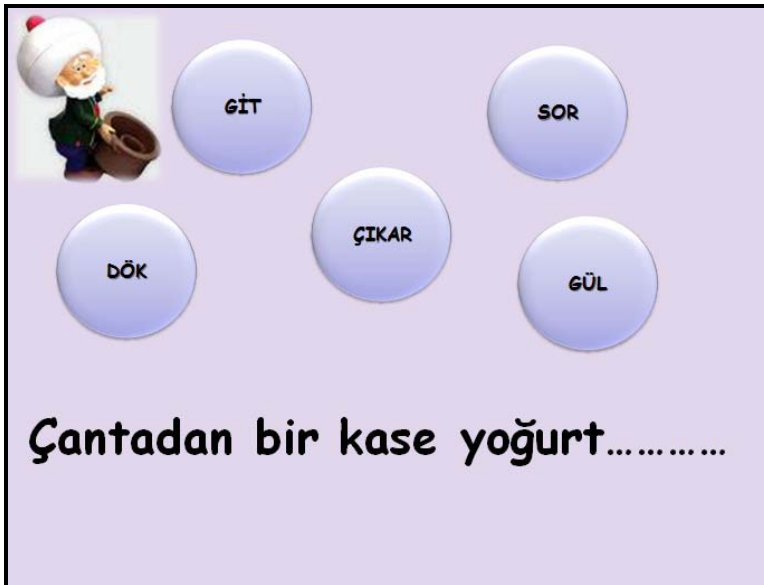 GİT
SOR
ÇIKAR
DÖK
GÜL
Çantadan bir kase yoğurt…………